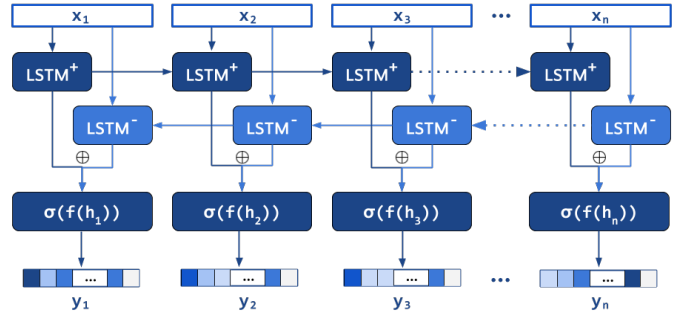 x₁ x₂ x₃ ... xₙ
LSTM⁺ LSTM⁺ LSTM⁺ LSTM⁺
LSTM⁻ LSTM⁻ LSTM⁻ LSTM⁻
⊕ ⊕ ⊕ ⊕
σ(f(h₁)) σ(f(h₂)) σ(f(h₃)) σ(f(hₙ))
... ... ... ... ...
y₁ y₂ y₃ yₙ